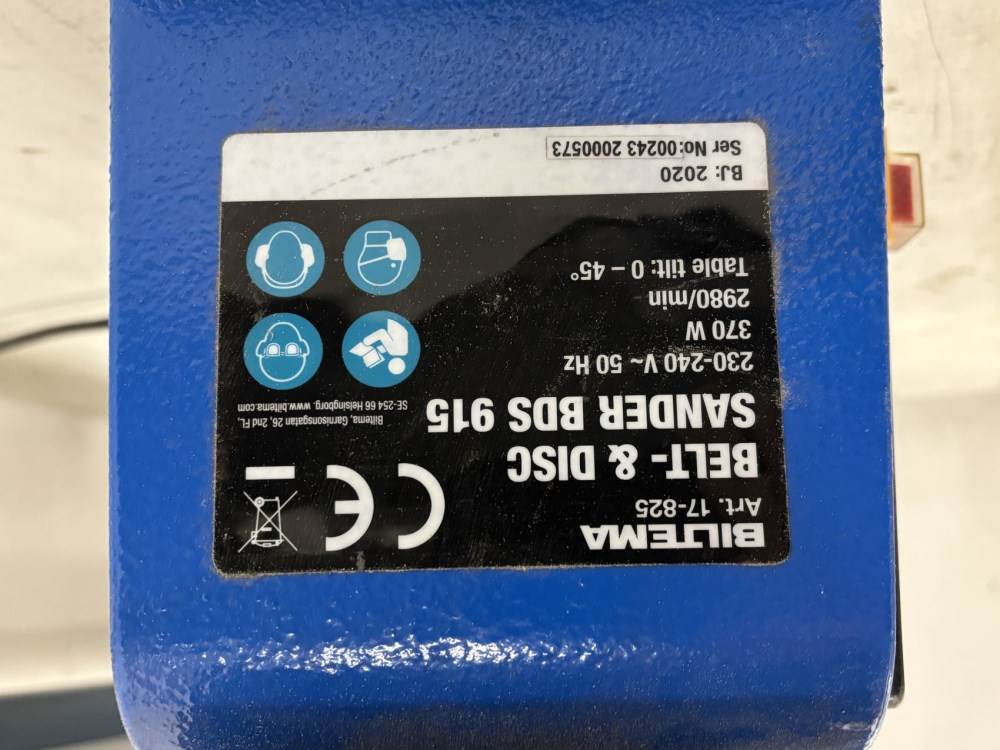 BILTEMA
Art. 17-825
BELT- & DISC
SANDER BDS 915
230-240 V~ 50 Hz
370 W
2980/min
Table tilt: 0 – 45°
CE
Biltema, Garnisonsgatan 26, 2nd FL,
SE-254 66 Helsingborg. www.biltema.com
BJ: 2020
Ser No: 00243 2000573